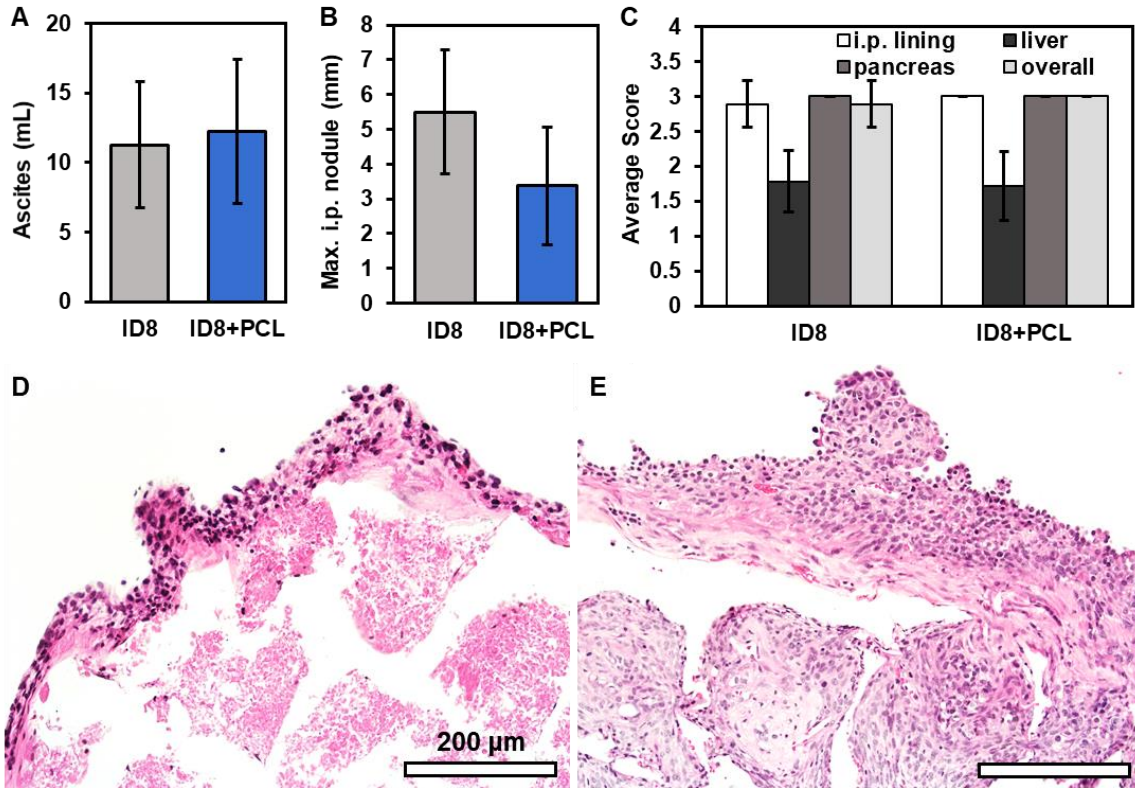 A
Ascites (mL)
20
15
10
5
0
ID8 ID8+PCL
B
Max. i.p. nodule (mm)
8
7
6
5
4
3
2
1
0
ID8 ID8+PCL
C
Average Score
4
3.5
3
2.5
2
1.5
1
0.5
0
i.p. lining liver
pancreas overall
ID8 ID8+PCL
D
200 µm
E